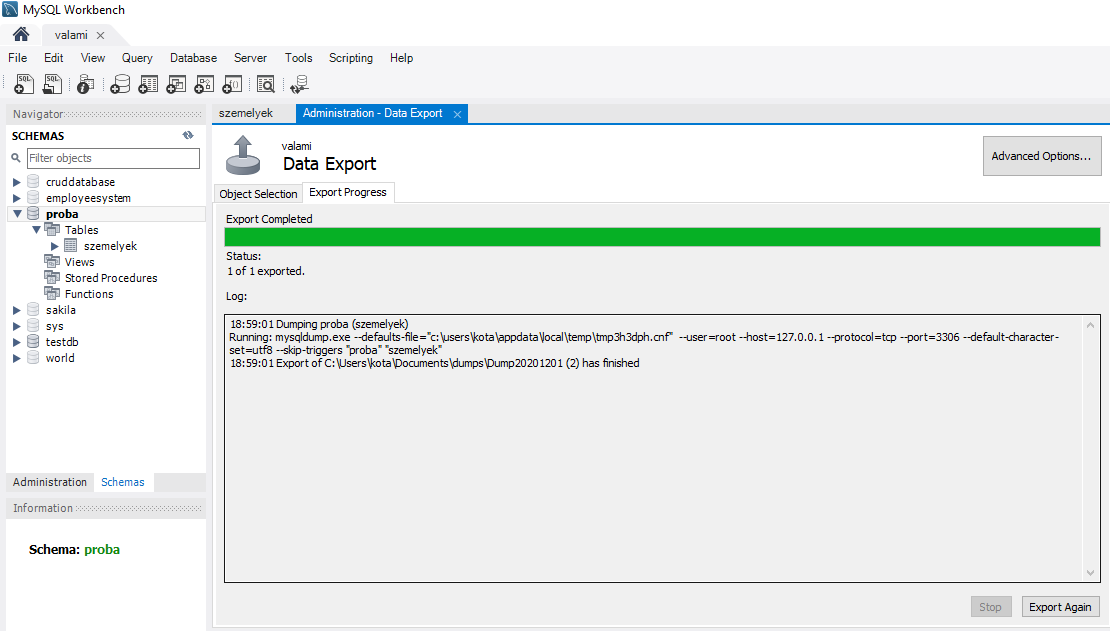 MySQL Workbench
valami
File Edit View Query Database Server Tools Scripting Help
Navigator
SCHEMAS
Filter objects
cruddatabase
employeesystem
proba
Tables
szemelyek
Views
Stored Procedures
Functions
sakila
sys
testdb
world
Administration Schemas
Information
Schema: proba
szemelyek
Administration - Data Export
valami
Data Export
Advanced Options...
Object Selection Export Progress
Export Completed
Status:
1 of 1 exported.
Log:
18:59:01 Dumping proba (szemelyek)
Running: mysqldump.exe --defaults-file="c:\users\kota\appdata\local\temp\tmp3h3dph.cnf" --user=root --host=127.0.0.1 --protocol=tcp --port=3306 --default-character-
set=utf8 --skip-triggers "proba" "szemelyek"
18:59:01 Export of C:\Users\kota\Documents\dumps\Dump20201201 (2) has finished
Stop Export Again